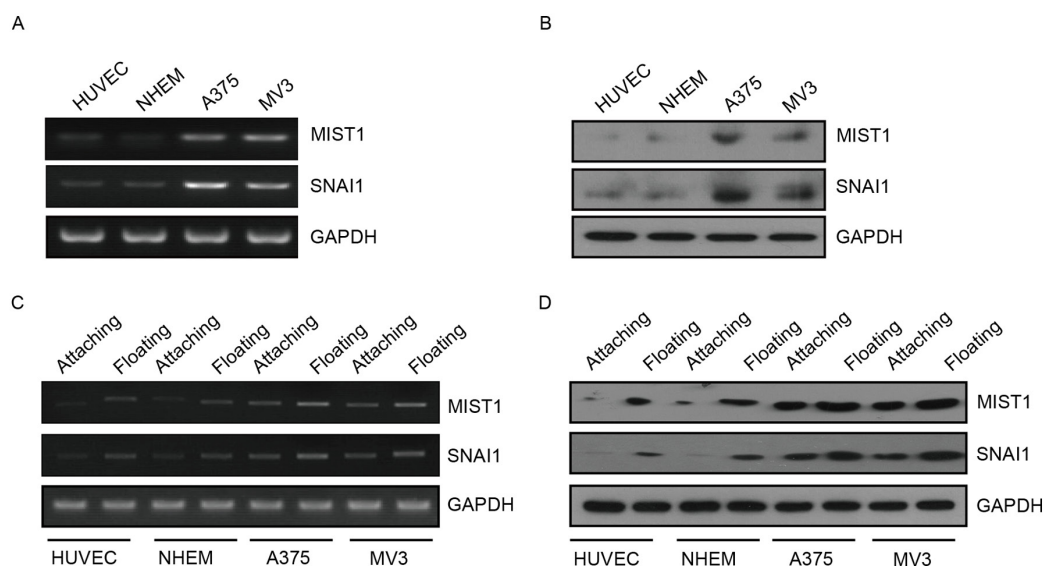 A
HUVEC NHEM A375 MV3
MIST1
SNAI1
GAPDH
B
HUVEC NHEM A375 MV3
MIST1
SNAI1
GAPDH
C
Attaching Floating Attaching Floating Attaching Floating Attaching Floating
MIST1
SNAI1
GAPDH
HUVEC NHEM A375 MV3
D
Attaching Floating Attaching Floating Attaching Floating Attaching Floating
MIST1
SNAI1
GAPDH
HUVEC NHEM A375 MV3